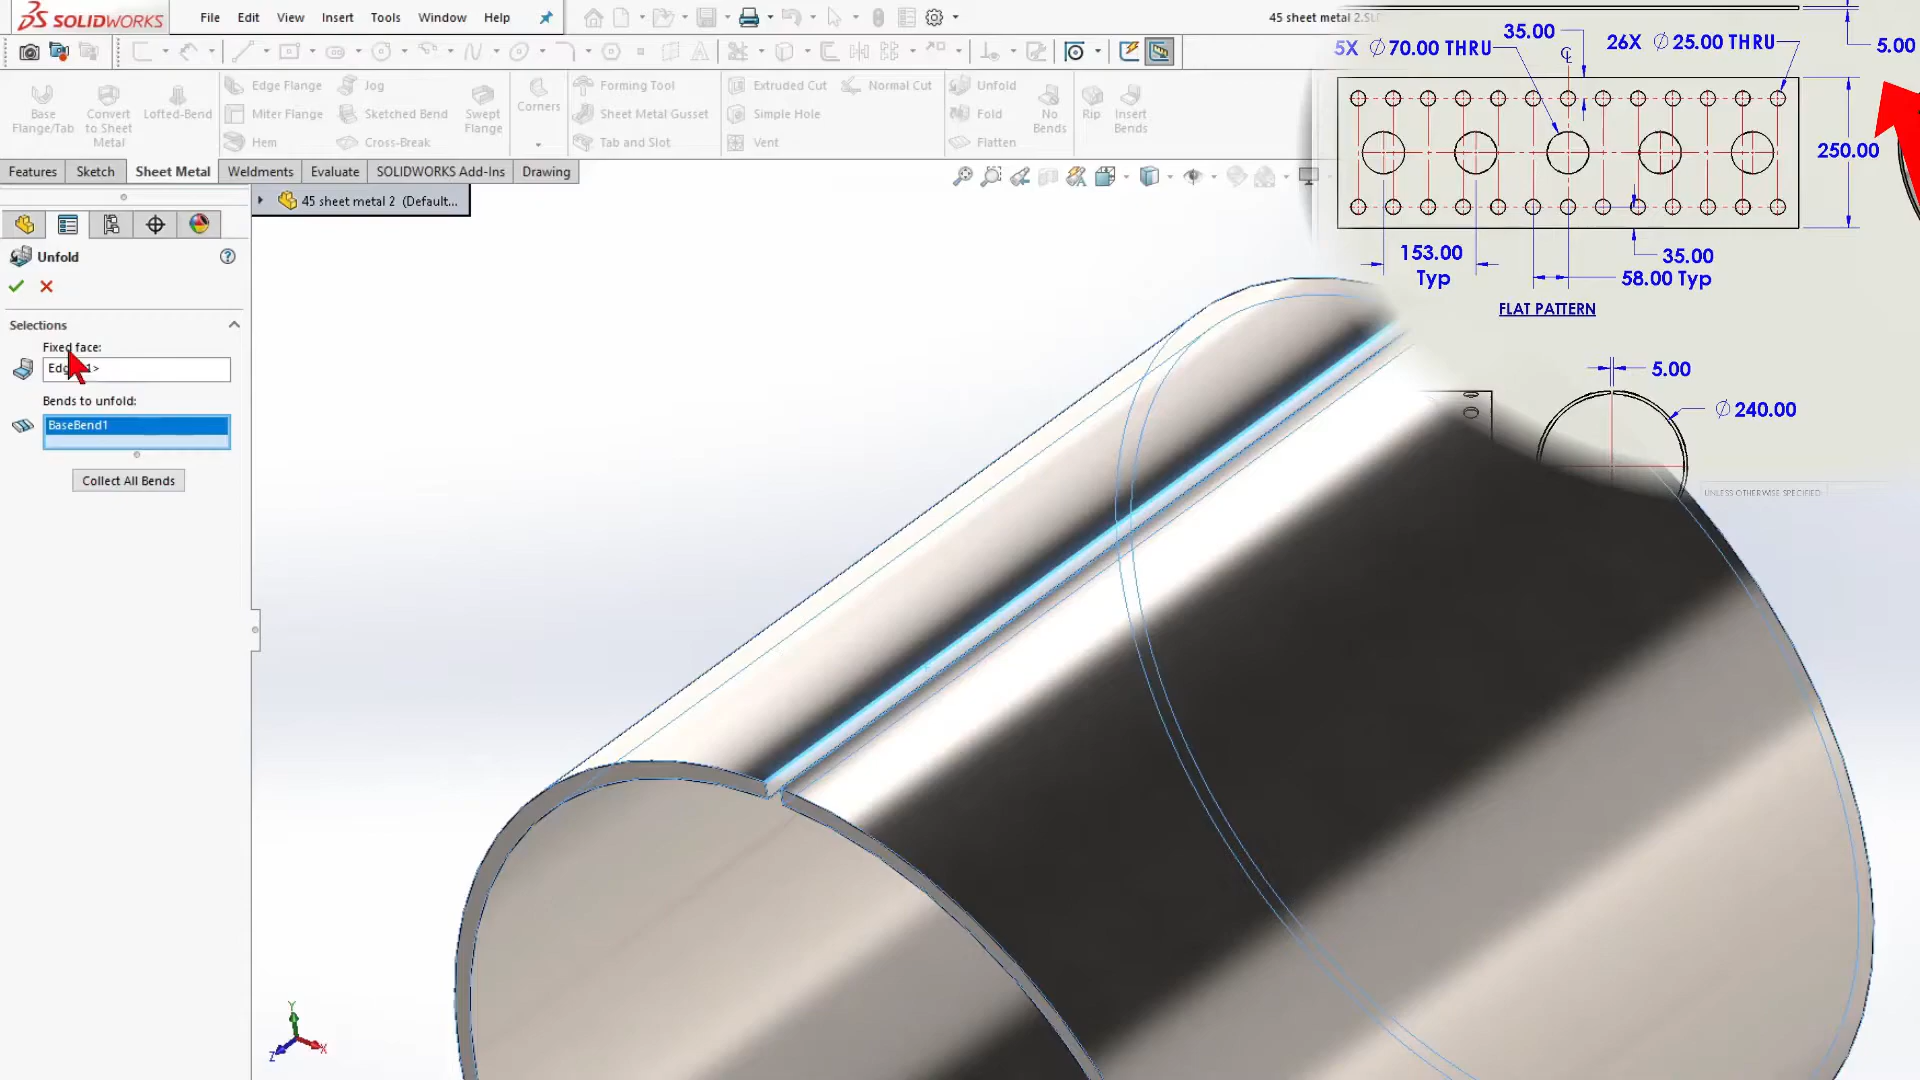 SOLIDWORKS File Edit View Insert Tools Window Help 45 sheet metal 2.SL
Base Flange/Tab
Convert to Sheet Metal
Lofted-Bend
Edge Flange
Miter Flange
Hem
Jog
Sketched Bend
Cross-Break
Swept Flange
Corners
Forming Tool
Sheet Metal Gusset
Tab and Slot
Extruded Cut
Simple Hole
Vent
Normal Cut
Unfold
Fold
Flatten
No Bends
Rip
Insert Bends
Features Sketch Sheet Metal Weldments Evaluate SOLIDWORKS Add-Ins Drawing
45 sheet metal 2 (Default...
Unfold
Selections
Fixed face:
Bends to unfold:
BaseBend1
Collect All Bends
5X Ø70.00 THRU
35.00
26X Ø25.00 THRU
5.00
250.00
153.00
Typ
35.00
58.00 Typ
FLAT PATTERN
5.00
Ø240.00
UNLESS OTHERWISE SPECIFIED
Y
Z
X